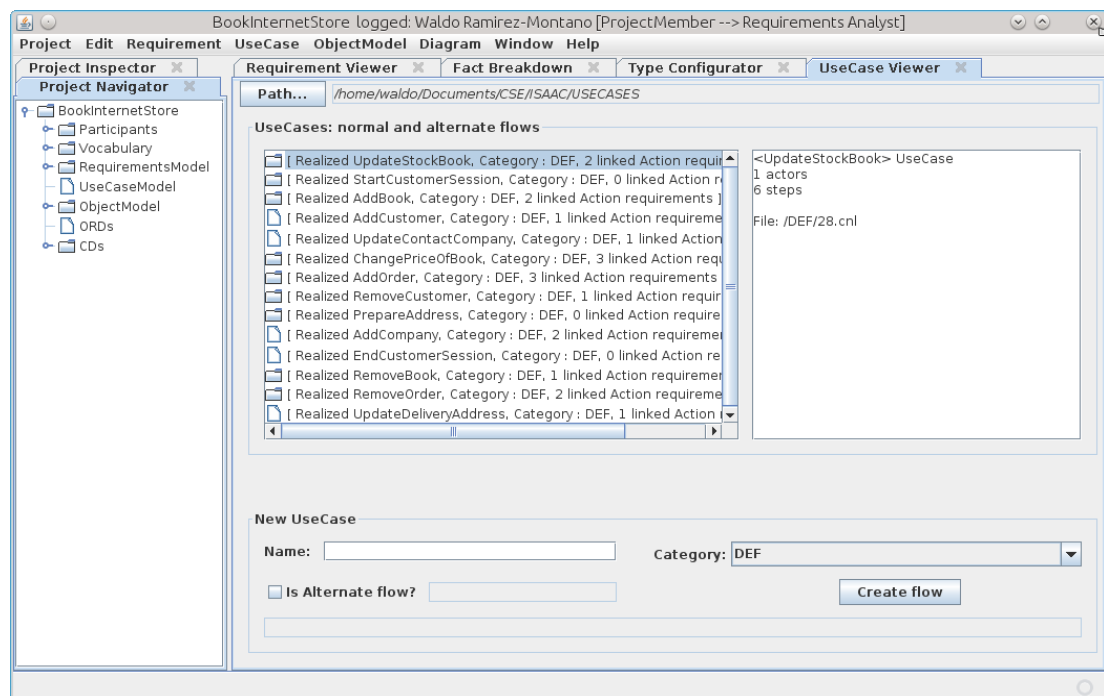 BookInternetStore logged: Waldo Ramirez-Montano [ProjectMember --> Requirements Analyst]
Project Edit Requirement UseCase ObjectModel Diagram Window Help
Project Inspector
Project Navigator
BookInternetStore
Participants
Vocabulary
RequirementsModel
UseCaseModel
ObjectModel
ORDs
CDs
Requirement Viewer Fact Breakdown Type Configurator UseCase Viewer
Path... /home/waldo/Documents/CSE/ISAAC/USECASES
UseCases: normal and alternate flows
[ Realized UpdateStockBook, Category : DEF, 2 linked Action requir
[ Realized StartCustomerSession, Category : DEF, 0 linked Action r
[ Realized AddBook, Category : DEF, 2 linked Action requirements ]
[ Realized AddCustomer, Category : DEF, 1 linked Action requireme
[ Realized UpdateContactCompany, Category : DEF, 1 linked Action
[ Realized ChangePriceOfBook, Category : DEF, 3 linked Action requ
[ Realized AddOrder, Category : DEF, 3 linked Action requirements
[ Realized RemoveCustomer, Category : DEF, 1 linked Action requir
[ Realized PrepareAddress, Category : DEF, 0 linked Action require
[ Realized AddCompany, Category : DEF, 2 linked Action requiremen
[ Realized EndCustomerSession, Category : DEF, 0 linked Action re
[ Realized RemoveBook, Category : DEF, 1 linked Action requiremen
[ Realized RemoveOrder, Category : DEF, 2 linked Action requireme
[ Realized UpdateDeliveryAddress, Category : DEF, 1 linked Action r
<UpdateStockBook> UseCase
1 actors
6 steps
File: /DEF/28.cnl
New UseCase
Name:
Category: DEF
Is Alternate flow?
Create flow